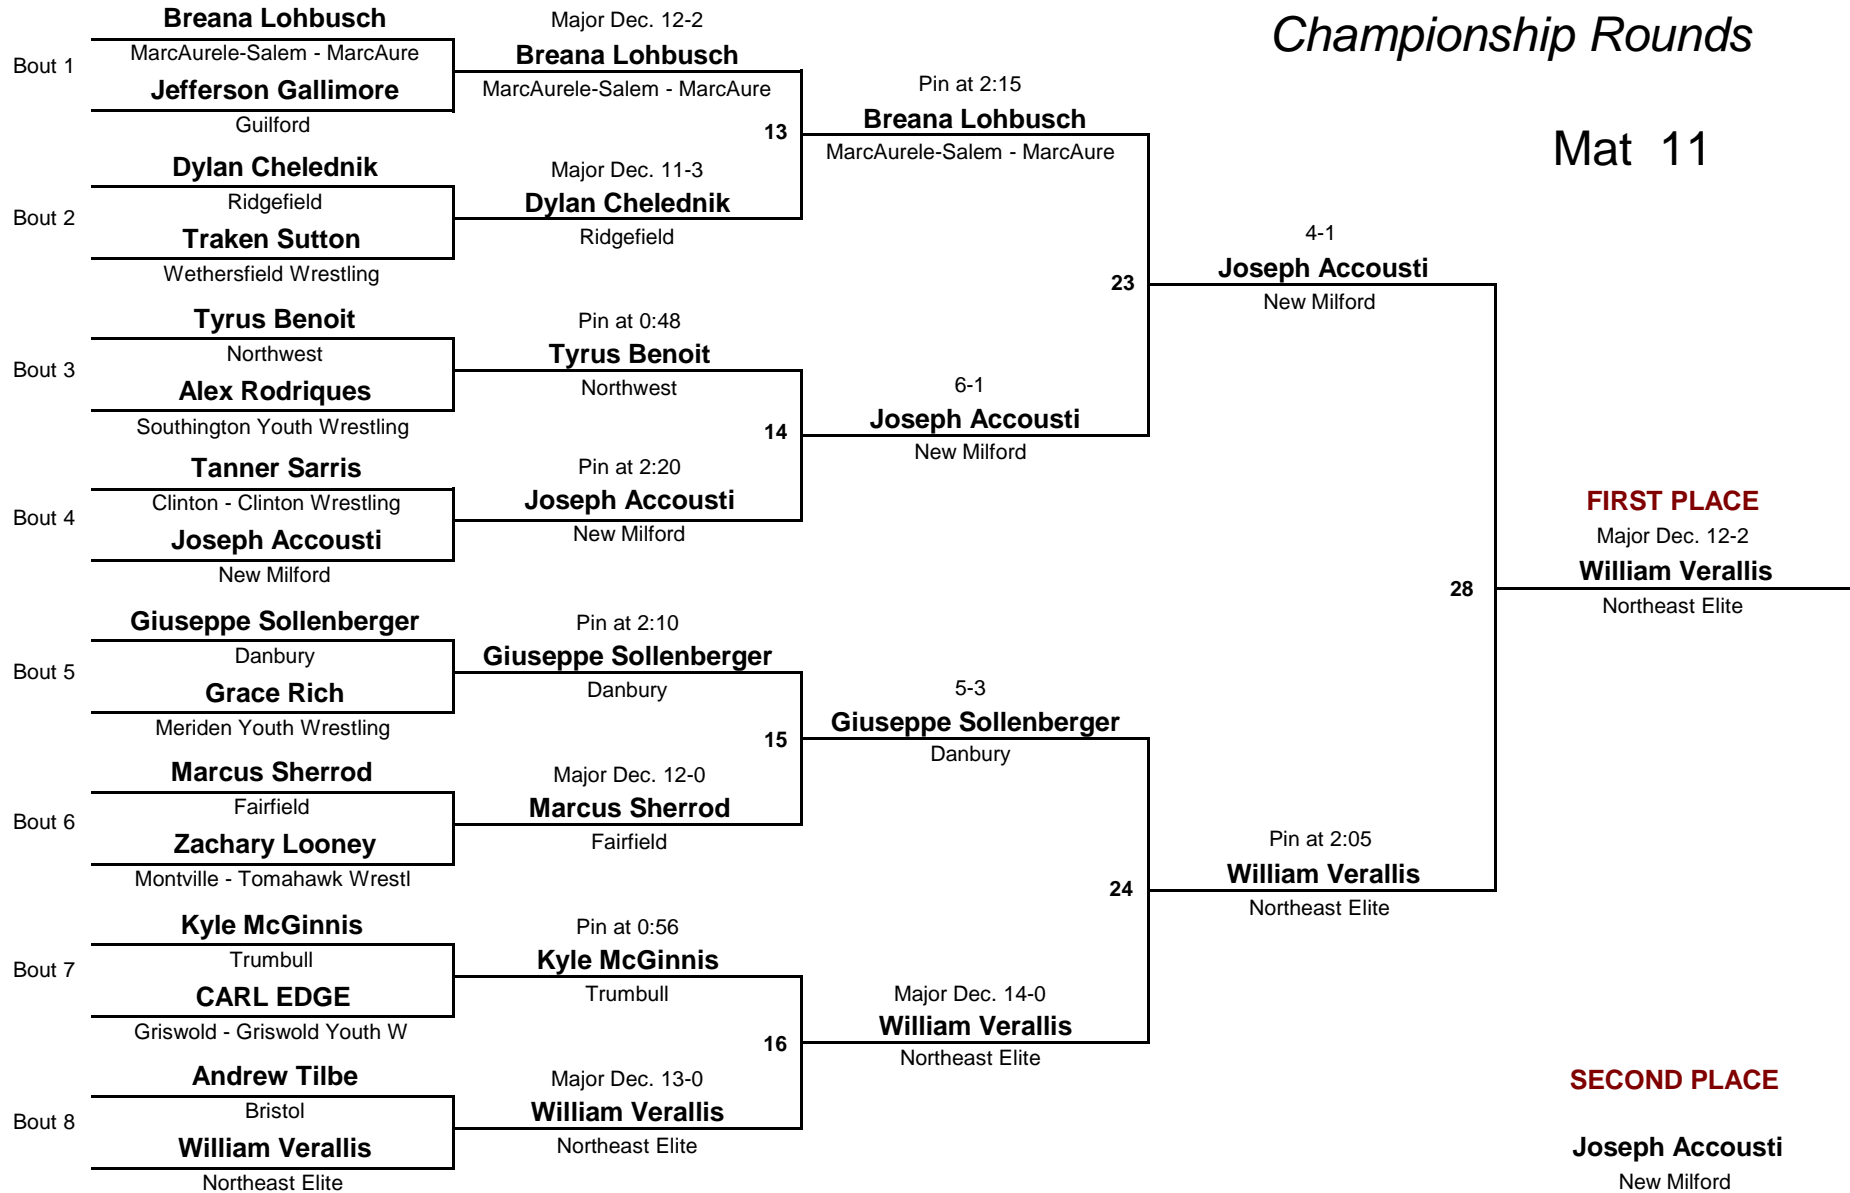 Championship Rounds
Mat 11
Bout 1
Breana Lohbusch
MarcAurele-Salem - MarcAure
Jefferson Gallimore
Guilford
Bout 2
Dylan Chelednik
Ridgefield
Traken Sutton
Wethersfield Wrestling
Bout 3
Tyrus Benoit
Northwest
Alex Rodriques
Southington Youth Wrestling
Bout 4
Tanner Sarris
Clinton - Clinton Wrestling
Joseph Accousti
New Milford
Bout 5
Giuseppe Sollenberger
Danbury
Grace Rich
Meriden Youth Wrestling
Bout 6
Marcus Sherrod
Fairfield
Zachary Looney
Montville - Tomahawk Wrestl
Bout 7
Kyle McGinnis
Trumbull
CARL EDGE
Griswold - Griswold Youth W
Bout 8
Andrew Tilbe
Bristol
William Verallis
Northeast Elite
Major Dec. 12-2
Breana Lohbusch
MarcAurele-Salem - MarcAure
13
Major Dec. 11-3
Dylan Chelednik
Ridgefield
Pin at 0:48
Tyrus Benoit
Northwest
14
Pin at 2:20
Joseph Accousti
New Milford
Pin at 2:10
Giuseppe Sollenberger
Danbury
15
Major Dec. 12-0
Marcus Sherrod
Fairfield
Pin at 0:56
Kyle McGinnis
Trumbull
16
Major Dec. 13-0
William Verallis
Northeast Elite
Pin at 2:15
Breana Lohbusch
MarcAurele-Salem - MarcAure
23
6-1
Joseph Accousti
New Milford
5-3
Giuseppe Sollenberger
Danbury
24
Major Dec. 14-0
William Verallis
Northeast Elite
4-1
Joseph Accousti
New Milford
28
Pin at 2:05
William Verallis
Northeast Elite
FIRST PLACE
Major Dec. 12-2
William Verallis
Northeast Elite
SECOND PLACE
Joseph Accousti
New Milford